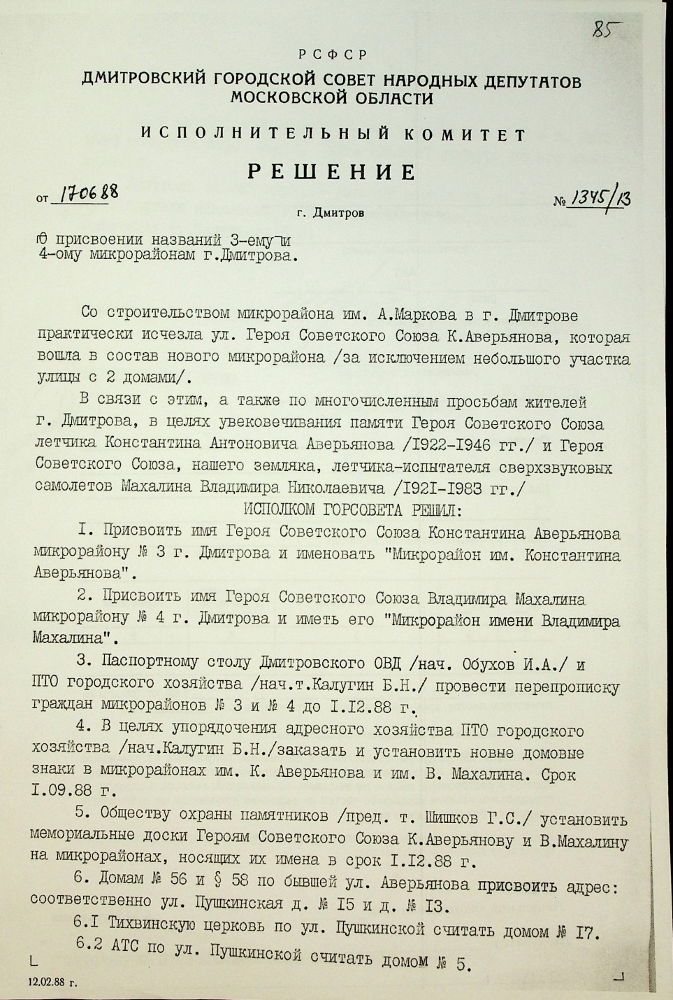 85
РСФСР
ДМИТРОВСКИЙ ГОРОДСКОЙ СОВЕТ НАРОДНЫХ ДЕПУТАТОВ
МОСКОВСКОЙ ОБЛАСТИ
ИСПОЛНИТЕЛЬНЫЙ КОМИТЕТ
РЕШЕНИЕ
от 170688 № 1345/13
г. Дмитров
О присвоении названий 3-ему и
4-ому микрорайонам г.Дмитрова.
Со строительством микрорайона им. А.Маркова в г. Дмитрове
практически исчезла ул. Героя Советского Союза К.Аверьянова, которая
вошла в состав нового микрорайона /за исключением небольшого участка
улицы с 2 домами/.
В связи с этим, а также по многочисленным просьбам жителей
г. Дмитрова, в целях увековечивания памяти Героя Советского Союза
летчика Константина Антоновича Аверьянова /1922-1946 гг./ и Героя
Советского Союза, нашего земляка, летчика-испытателя сверхзвуковых
самолетов Махалина Владимира Николаевича /1921-1983 гг./
ИСПОЛКОМ ГОРСОВЕТА РЕШИЛ:
1. Присвоить имя Героя Советского Союза Константина Аверьянова
микрорайону № 3 г. Дмитрова и именовать "Микрорайон им. Константина
Аверьянова".
2. Присвоить имя Героя Советского Союза Владимира Махалина
микрорайону № 4 г. Дмитрова и иметь его "Микрорайон имени Владимира
Махалина".
3. Паспортному столу Дмитровского ОВД /нач. Обухов И.А./ и
ПТО городского хозяйства /нач.т.Калугин Б.Н./ провести перепрописку
граждан микрорайонов № 3 и № 4 до 1.12.88 г.
4. В целях упорядочения адресного хозяйства ПТО городского
хозяйства /нач.Калугин Б.Н./заказать и установить новые домовые
знаки в микрорайонах им. К. Аверьянова и им. В. Махалина. Срок
1.09.88 г.
5. Обществу охраны памятников /пред. т. Шишков Г.С./ установить
мемориальные доски Героям Советского Союза К.Аверьянову и В.Махалину
на микрорайонах, носящих их имена в срок 1.12.88 г.
6. Домам № 56 и § 58 по бывшей ул. Аверьянова присвоить адрес:
соответственно ул. Пушкинская д. № 15 и д. № 13.
6.1 Тихвинскую церковь по ул. Пушкинской считать домом № 17.
6.2 АТС по ул. Пушкинской считать домом № 5.
12.02.88 г.